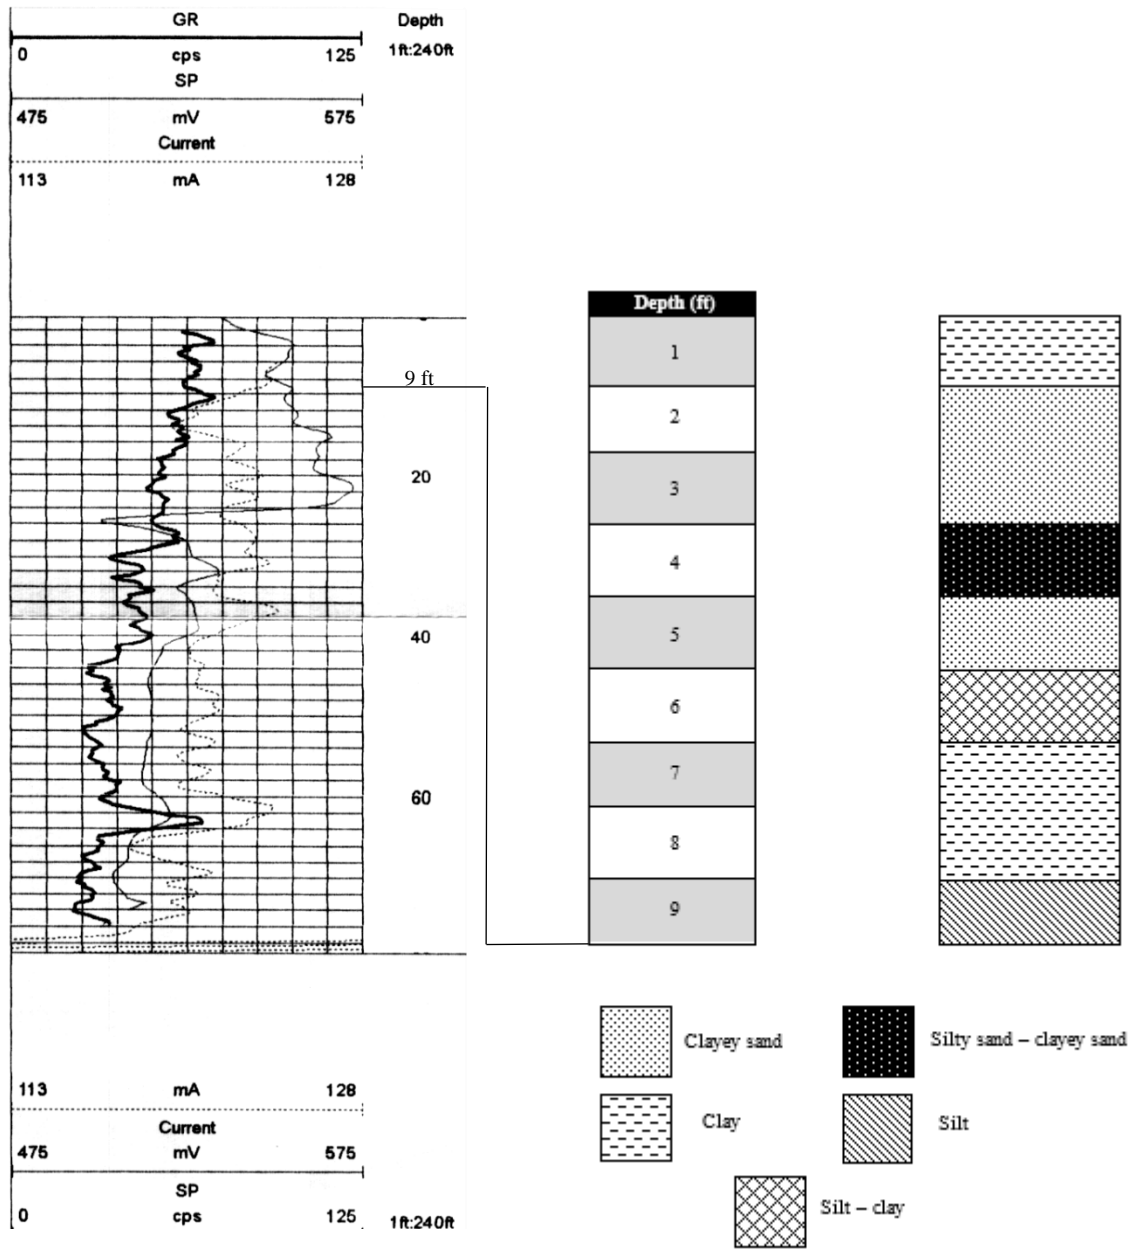 GR
Depth
0 cps 125
1ft:240ft
SP
475 mV 575
Current
113 mA 128
Depth (ft)
1
9 ft
2
20
3
4
40
5
6
60
7
8
9
Clayey sand
Silty sand – clayey sand
Clay
Silt
Silt – clay
113 mA 128
Current
475 mV 575
SP
0 cps 125
1ft:240ft